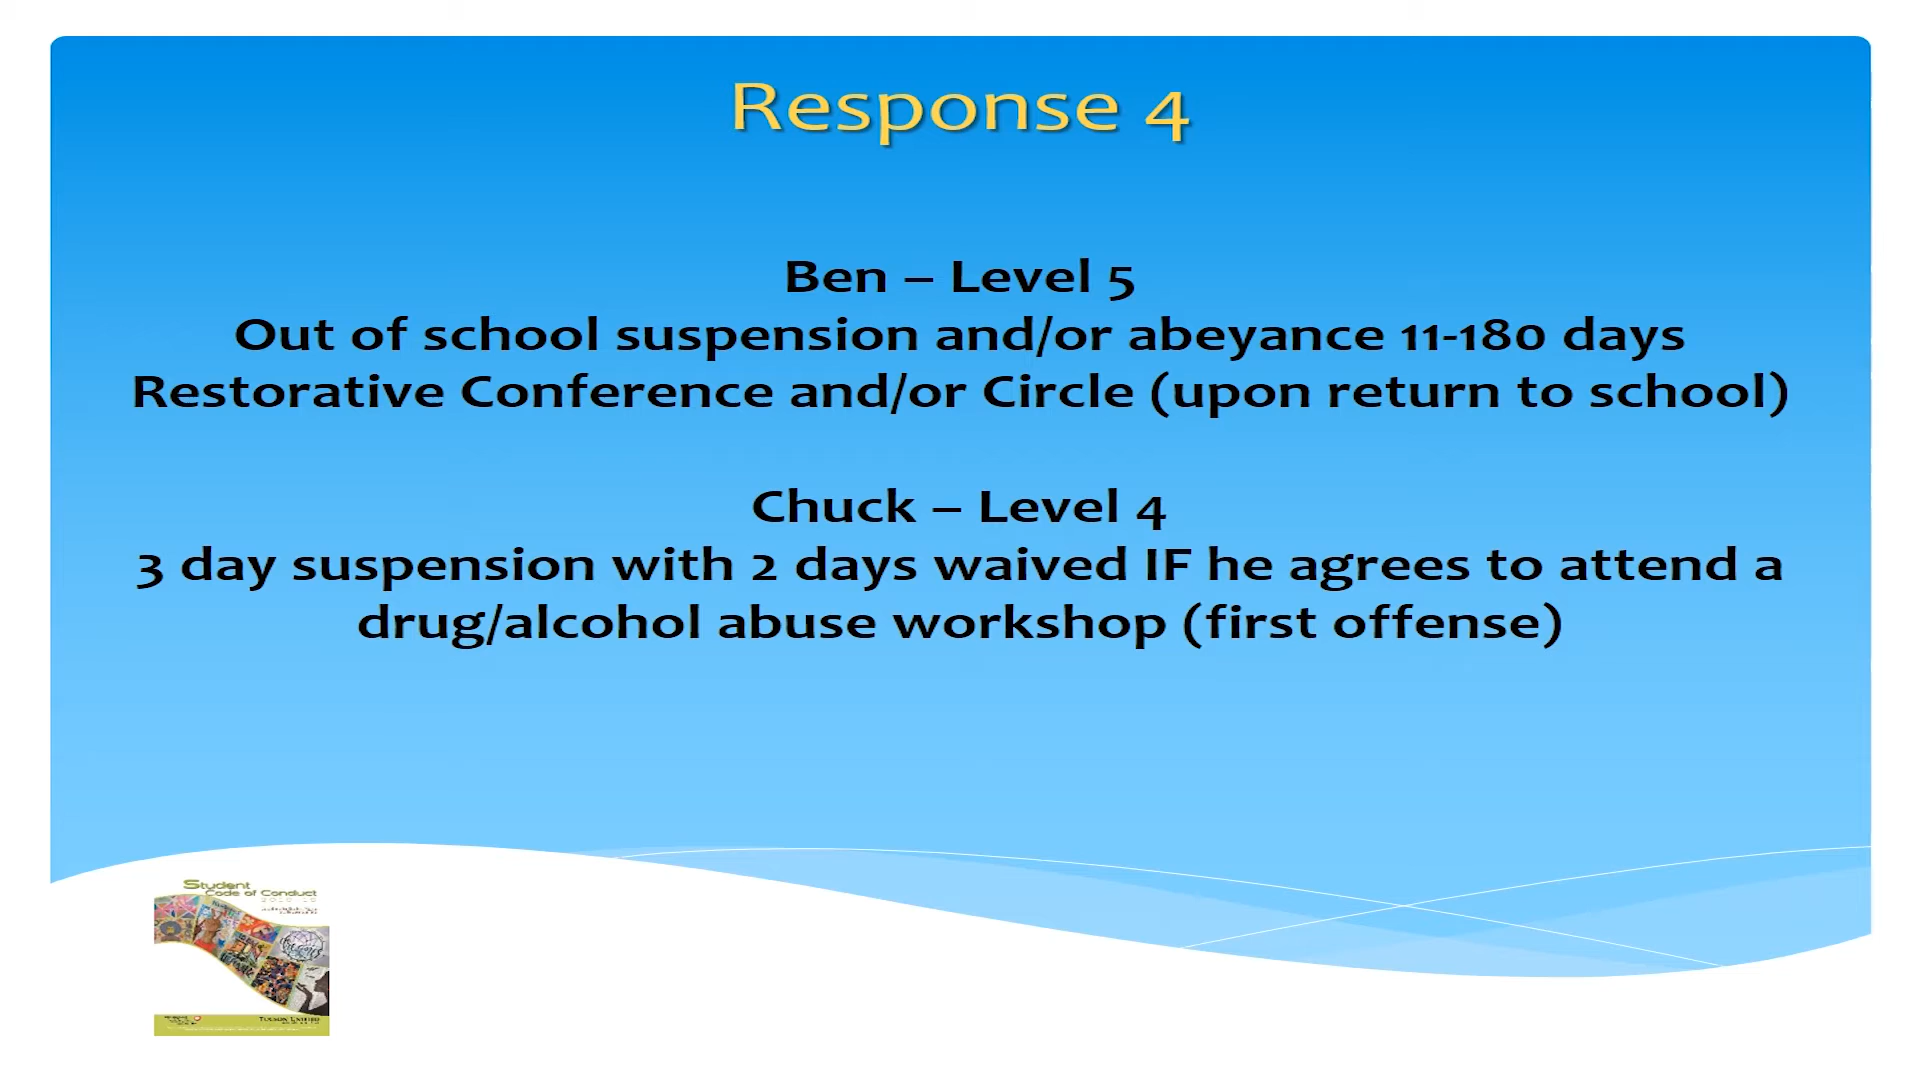 Response 4
Ben – Level 5
Out of school suspension and/or abeyance 11-180 days
Restorative Conference and/or Circle (upon return to school)
Chuck – Level 4
3 day suspension with 2 days waived IF he agrees to attend a
drug/alcohol abuse workshop (first offense)
Student
Code of Conduct
Tucson Unified